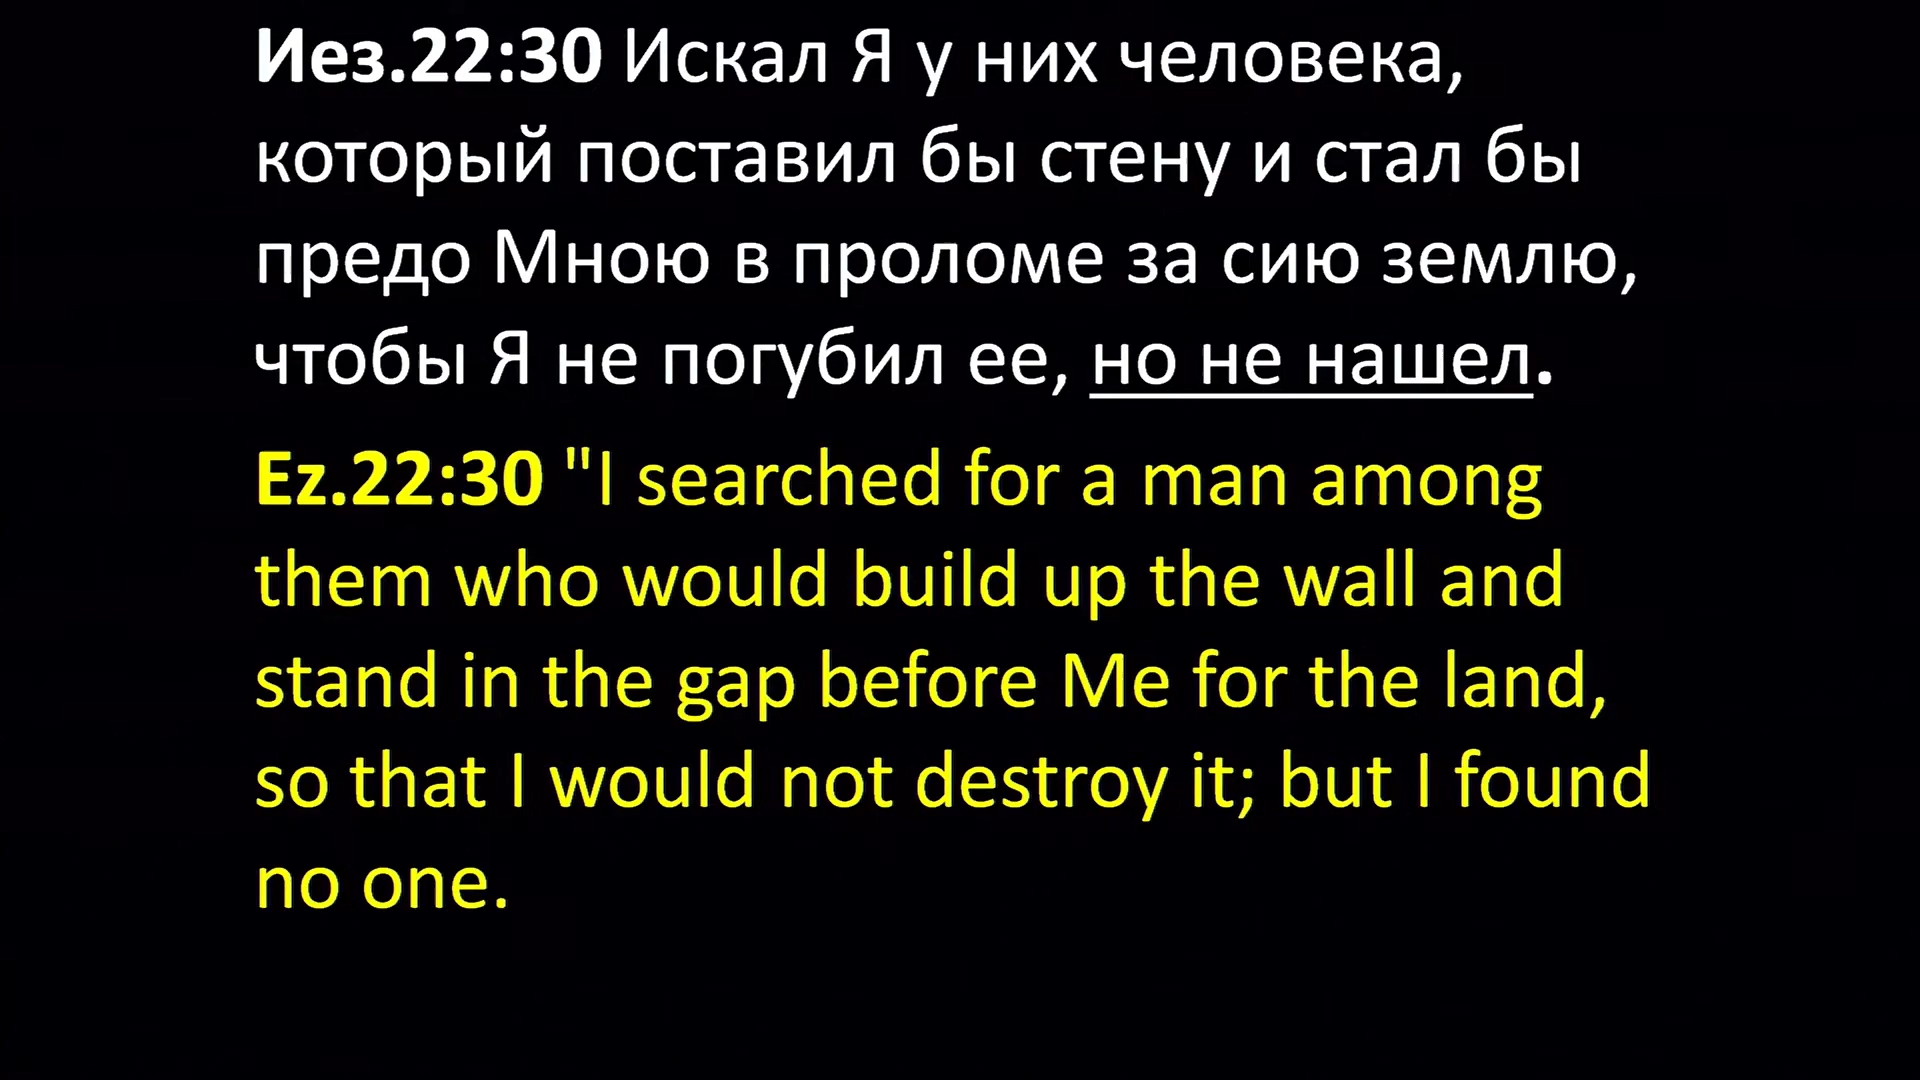 Иез.22:30 Искал Я у них человека,
который поставил бы стену и стал бы
предо Мною в проломе за сию землю,
чтобы Я не погубил ее, но не нашел.
Ez.22:30 "I searched for a man among
them who would build up the wall and
stand in the gap before Me for the land,
so that I would not destroy it; but I found
no one.